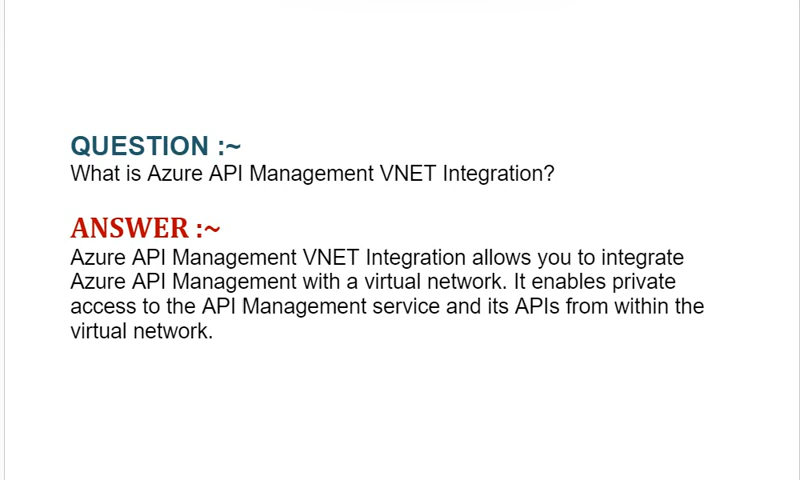 QUESTION :~
What is Azure API Management VNET Integration?
ANSWER :~
Azure API Management VNET Integration allows you to integrate
Azure API Management with a virtual network. It enables private
access to the API Management service and its APIs from within the
virtual network.